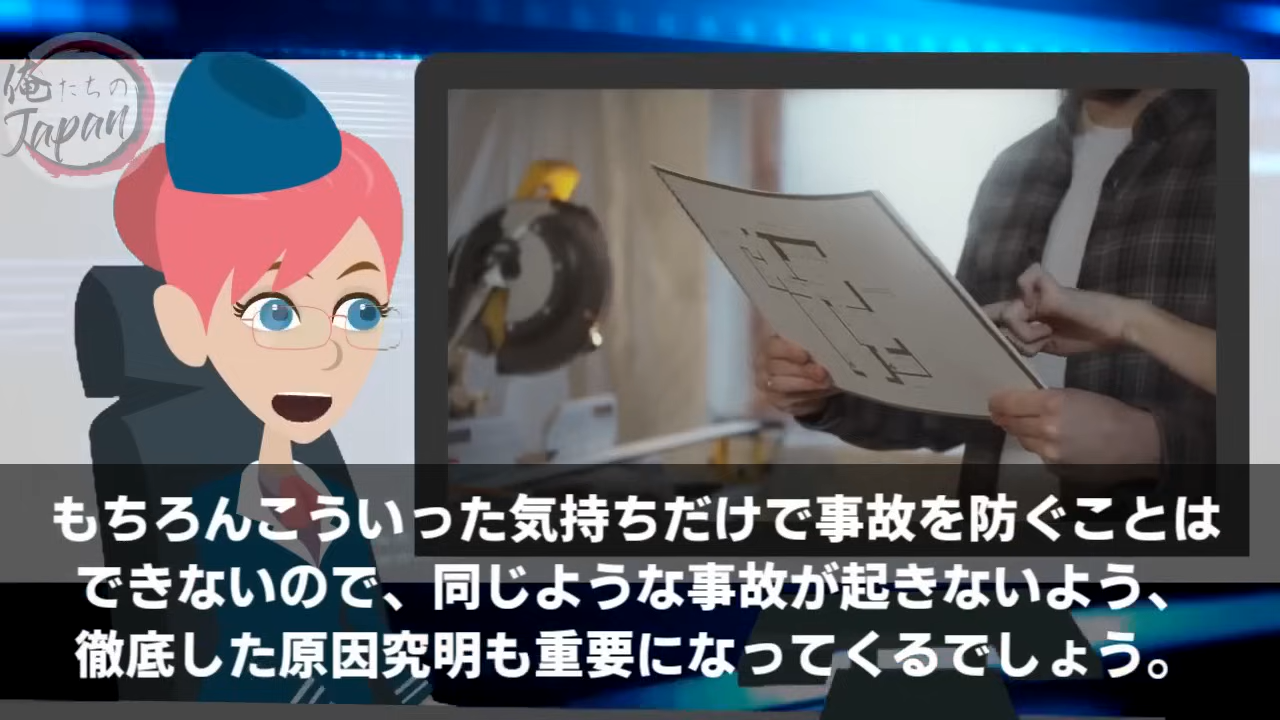 俺たちの
Japan
もちろんこういった気持ちだけで事故を防ぐことは
できないので、同じような事故が起きないよう、
徹底した原因究明も重要になってくるでしょう。